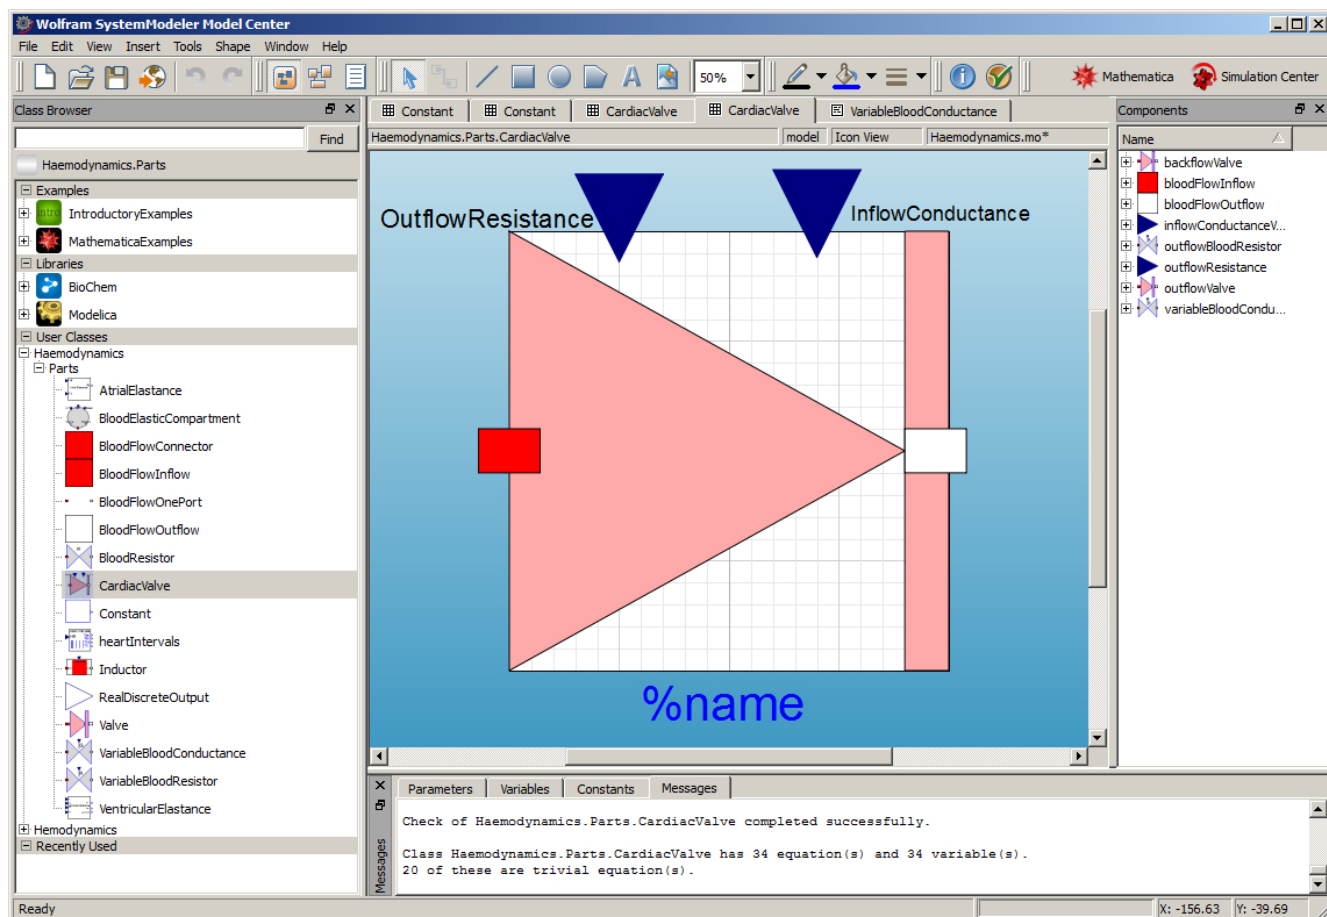 Wolfram SystemModeler Model Center
File Edit View Insert Tools Shape Window Help
50%
Mathematica
Simulation Center
Class Browser
Find
Haemodynamics.Parts
Examples
IntroductoryExamples
MathematicaExamples
Libraries
BioChem
Modelica
User Classes
Haemodynamics
Parts
AtrialElastance
BloodElasticCompartment
BloodFlowConnector
BloodFlowInflow
BloodFlowOnePort
BloodFlowOutflow
BloodResistor
CardiacValve
Constant
heartIntervals
Inductor
RealDiscreteOutput
Valve
VariableBloodConductance
VariableBloodResistor
VentricularElastance
Hemodynamics
Recently Used
Constant Constant CardiacValve CardiacValve VariableBloodConductance
Haemodynamics.Parts.CardiacValve model Icon View Haemodynamics.mo*
OutflowResistance
InflowConductance
%name
Components
Name
backflowValve
bloodFlowInflow
bloodFlowOutflow
inflowConductanceV...
outflowBloodResistor
outflowResistance
outflowValve
variableBloodCondu...
Messages
Parameters Variables Constants Messages
Check of Haemodynamics.Parts.CardiacValve completed successfully.
Class Haemodynamics.Parts.CardiacValve has 34 equation(s) and 34 variable(s).
20 of these are trivial equation(s).
Ready
X: -156.63 Y: -39.69